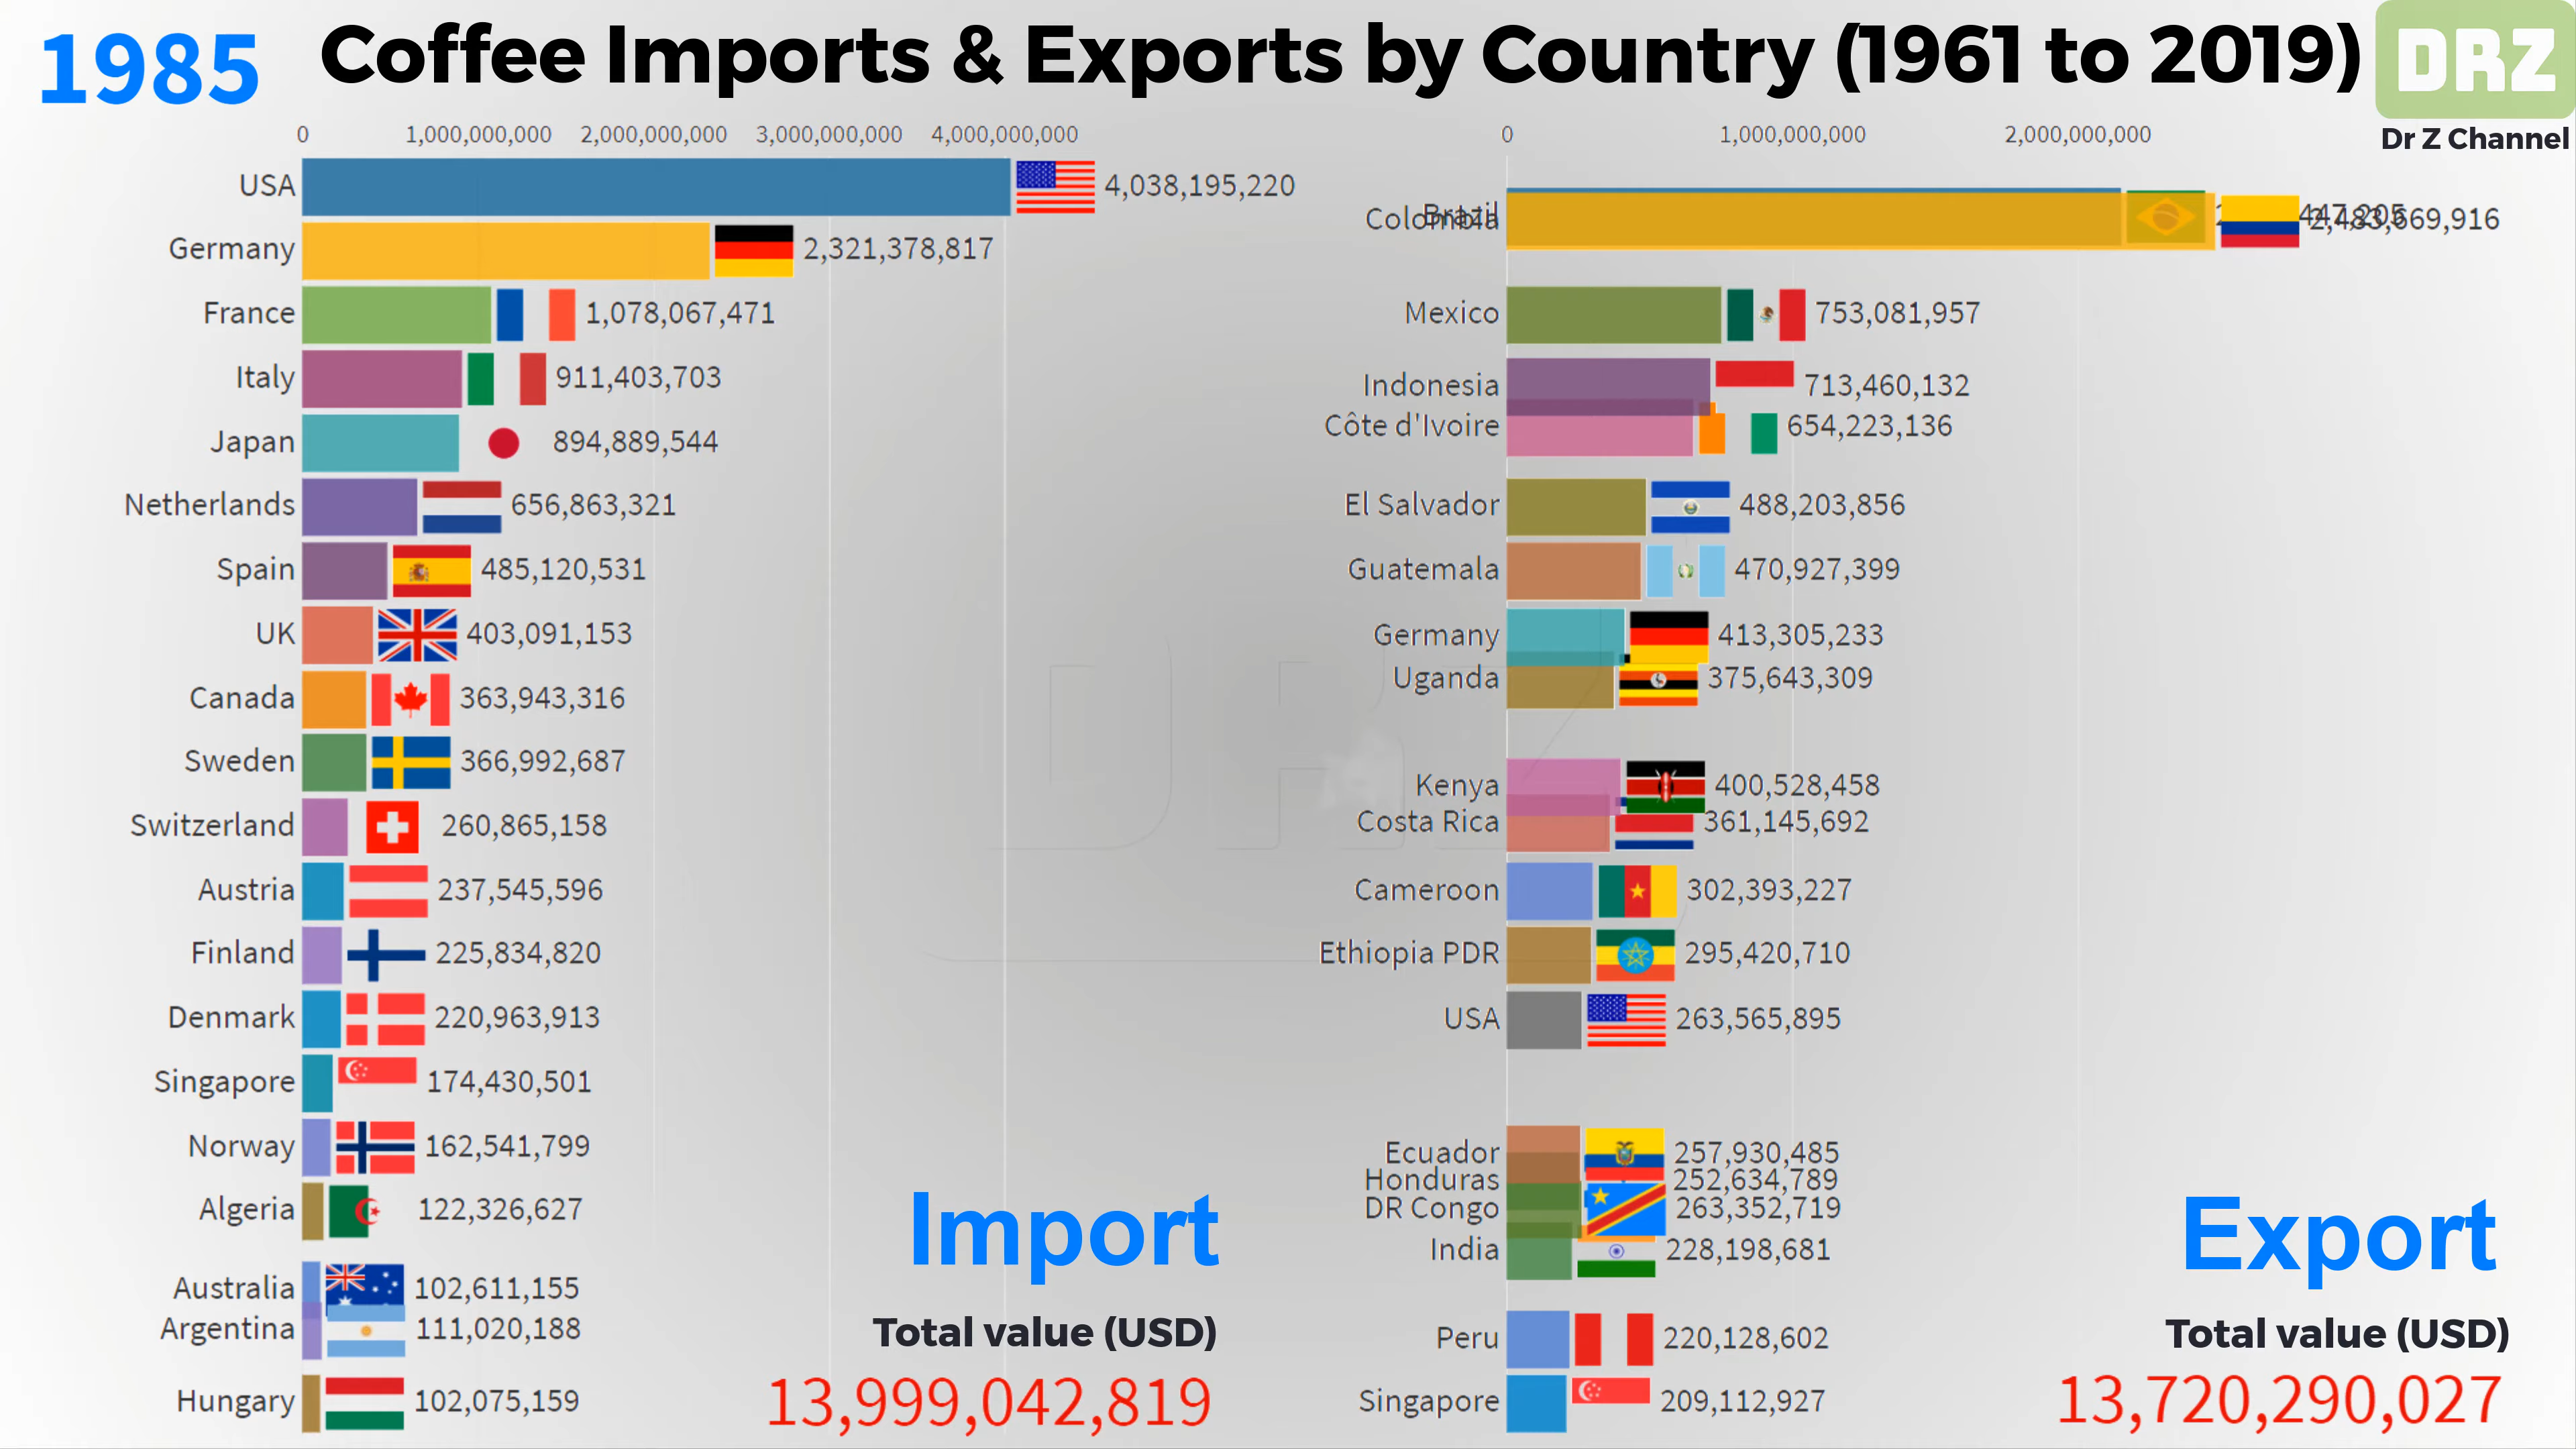 1985
Coffee Imports & Exports by Country (1961 to 2019)
DRZ
Dr Z Channel
0 1,000,000,000 2,000,000,000 3,000,000,000 4,000,000,000
USA 4,038,195,220
Germany 2,321,378,817
France 1,078,067,471
Italy 911,403,703
Japan 894,889,544
Netherlands 656,863,321
Spain 485,120,531
UK 403,091,153
Canada 363,943,316
Sweden 366,992,687
Switzerland 260,865,158
Austria 237,545,596
Finland 225,834,820
Denmark 220,963,913
Singapore 174,430,501
Norway 162,541,799
Algeria 122,326,627
Australia 102,611,155
Argentina 111,020,188
Hungary 102,075,159
Import
Total value (USD)
13,999,042,819
0 1,000,000,000 2,000,000,000
Brazil
Colombia 2,483,669,916
Mexico 753,081,957
Indonesia 713,460,132
Côte d'Ivoire 654,223,136
El Salvador 488,203,856
Guatemala 470,927,399
Germany 413,305,233
Uganda 375,643,309
Kenya 400,528,458
Costa Rica 361,145,692
Cameroon 302,393,227
Ethiopia PDR 295,420,710
USA 263,565,895
Ecuador 257,930,485
Honduras 252,634,789
DR Congo 263,352,719
India 228,198,681
Peru 220,128,602
Singapore 209,112,927
Export
Total value (USD)
13,720,290,027